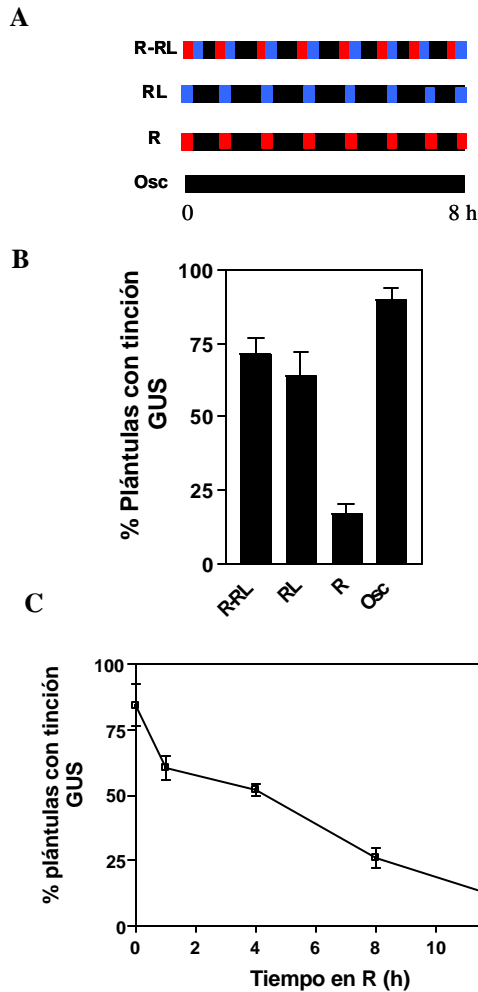 A
R-RL
RL
R
Osc
0 8 h
B
% Plántulas con tinción
GUS
100
75
50
25
0
R-RL
RL
R
Osc
C
% plántulas con tinción
GUS
100
75
50
25
0
0 2 4 6 8 10
Tiempo en R (h)